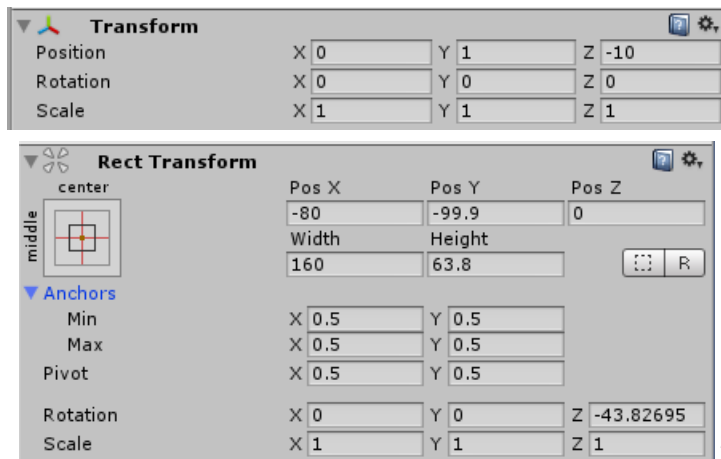 Transform
Position X 0 Y 1 Z -10
Rotation X 0 Y 0 Z 0
Scale X 1 Y 1 Z 1
Rect Transform
center Pos X Pos Y Pos Z
middle
-80 -99.9 0
Width Height
160 63.8 R
Anchors
Min X 0.5 Y 0.5
Max X 0.5 Y 0.5
Pivot X 0.5 Y 0.5
Rotation X 0 Y 0 Z -43.82695
Scale X 1 Y 1 Z 1